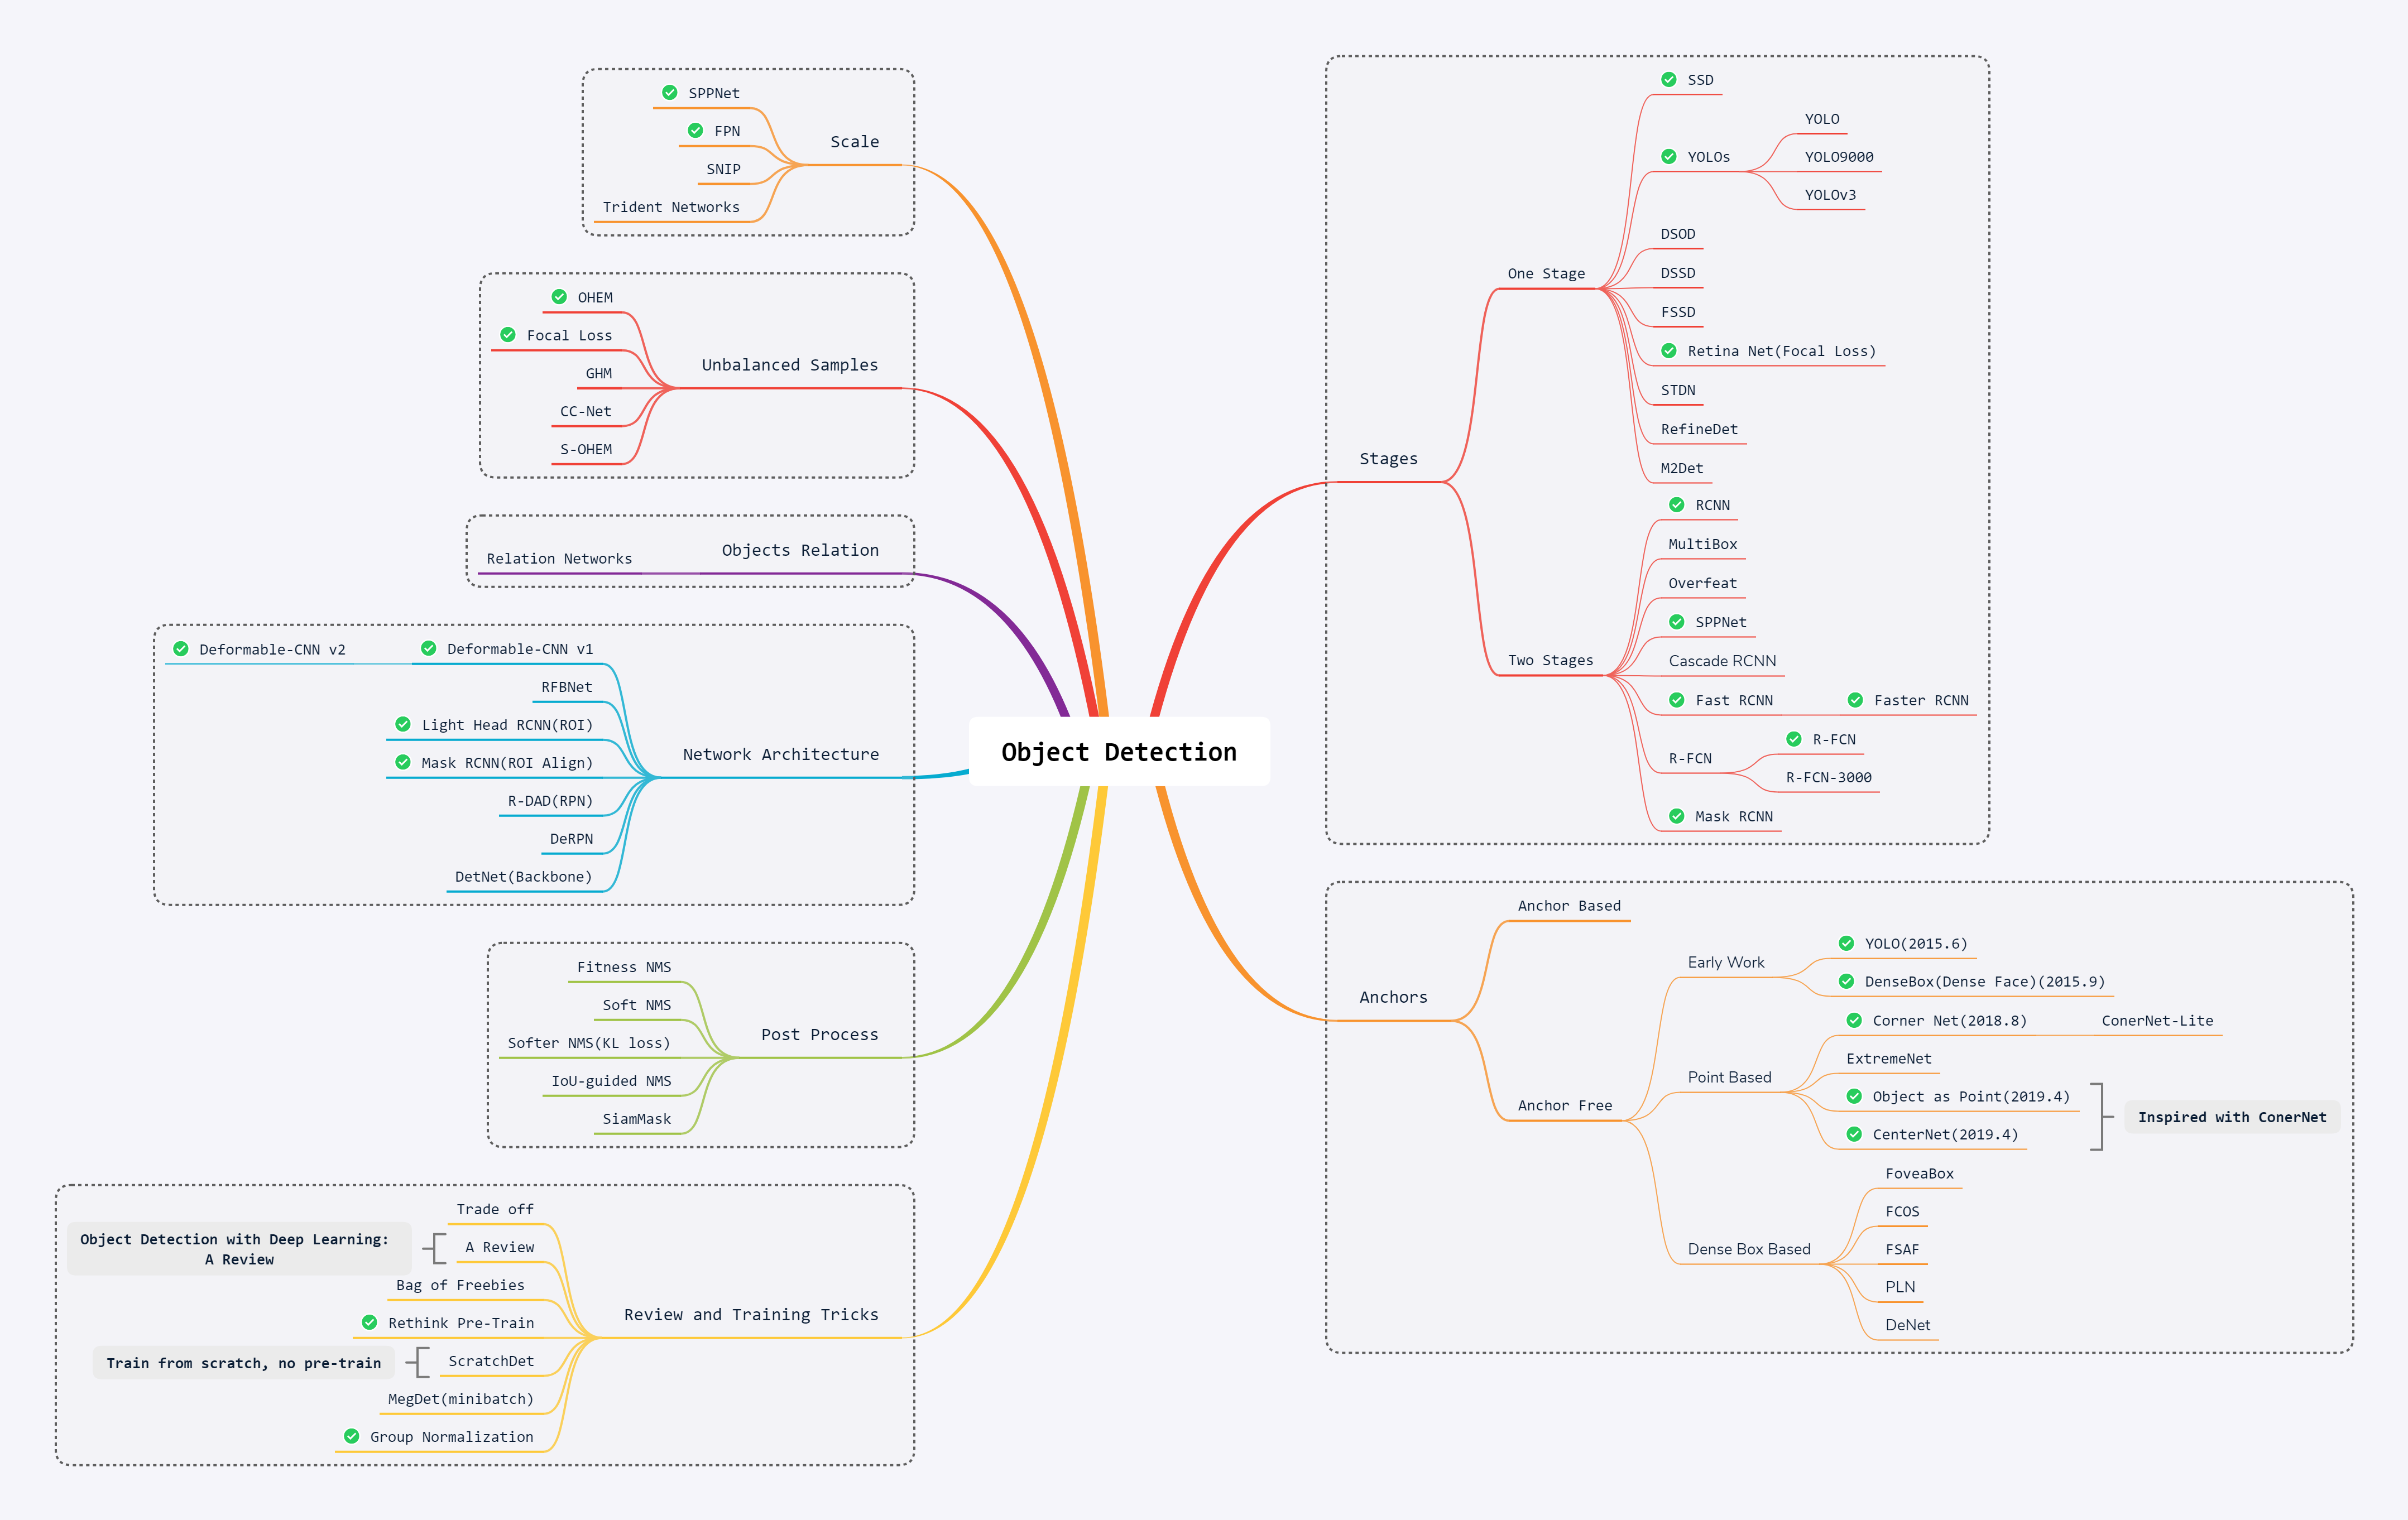 Object Detection
Scale
SPPNet
FPN
SNIP
Trident Networks
Unbalanced Samples
OHEM
Focal Loss
GHM
CC-Net
S-OHEM
Objects Relation
Relation Networks
Network Architecture
Deformable-CNN v1
Deformable-CNN v2
RFBNet
Light Head RCNN(ROI)
Mask RCNN(ROI Align)
R-DAD(RPN)
DeRPN
DetNet(Backbone)
Post Process
Fitness NMS
Soft NMS
Softer NMS(KL loss)
IoU-guided NMS
SiamMask
Review and Training Tricks
Trade off
A Review
Object Detection with Deep Learning:
A Review
Bag of Freebies
Rethink Pre-Train
ScratchDet
Train from scratch, no pre-train
MegDet(minibatch)
Group Normalization
Stages
One Stage
SSD
YOLOs
YOLO
YOLO9000
YOLOv3
DSOD
DSSD
FSSD
Retina Net(Focal Loss)
STDN
RefineDet
M2Det
Two Stages
RCNN
MultiBox
Overfeat
SPPNet
Cascade RCNN
Fast RCNN
Faster RCNN
R-FCN
R-FCN
R-FCN-3000
Mask RCNN
Anchors
Anchor Based
Anchor Free
Early Work
YOLO(2015.6)
DenseBox(Dense Face)(2015.9)
Point Based
Corner Net(2018.8)
ConerNet-Lite
ExtremeNet
Object as Point(2019.4)
CenterNet(2019.4)
Inspired with ConerNet
Dense Box Based
FoveaBox
FCOS
FSAF
PLN
DeNet